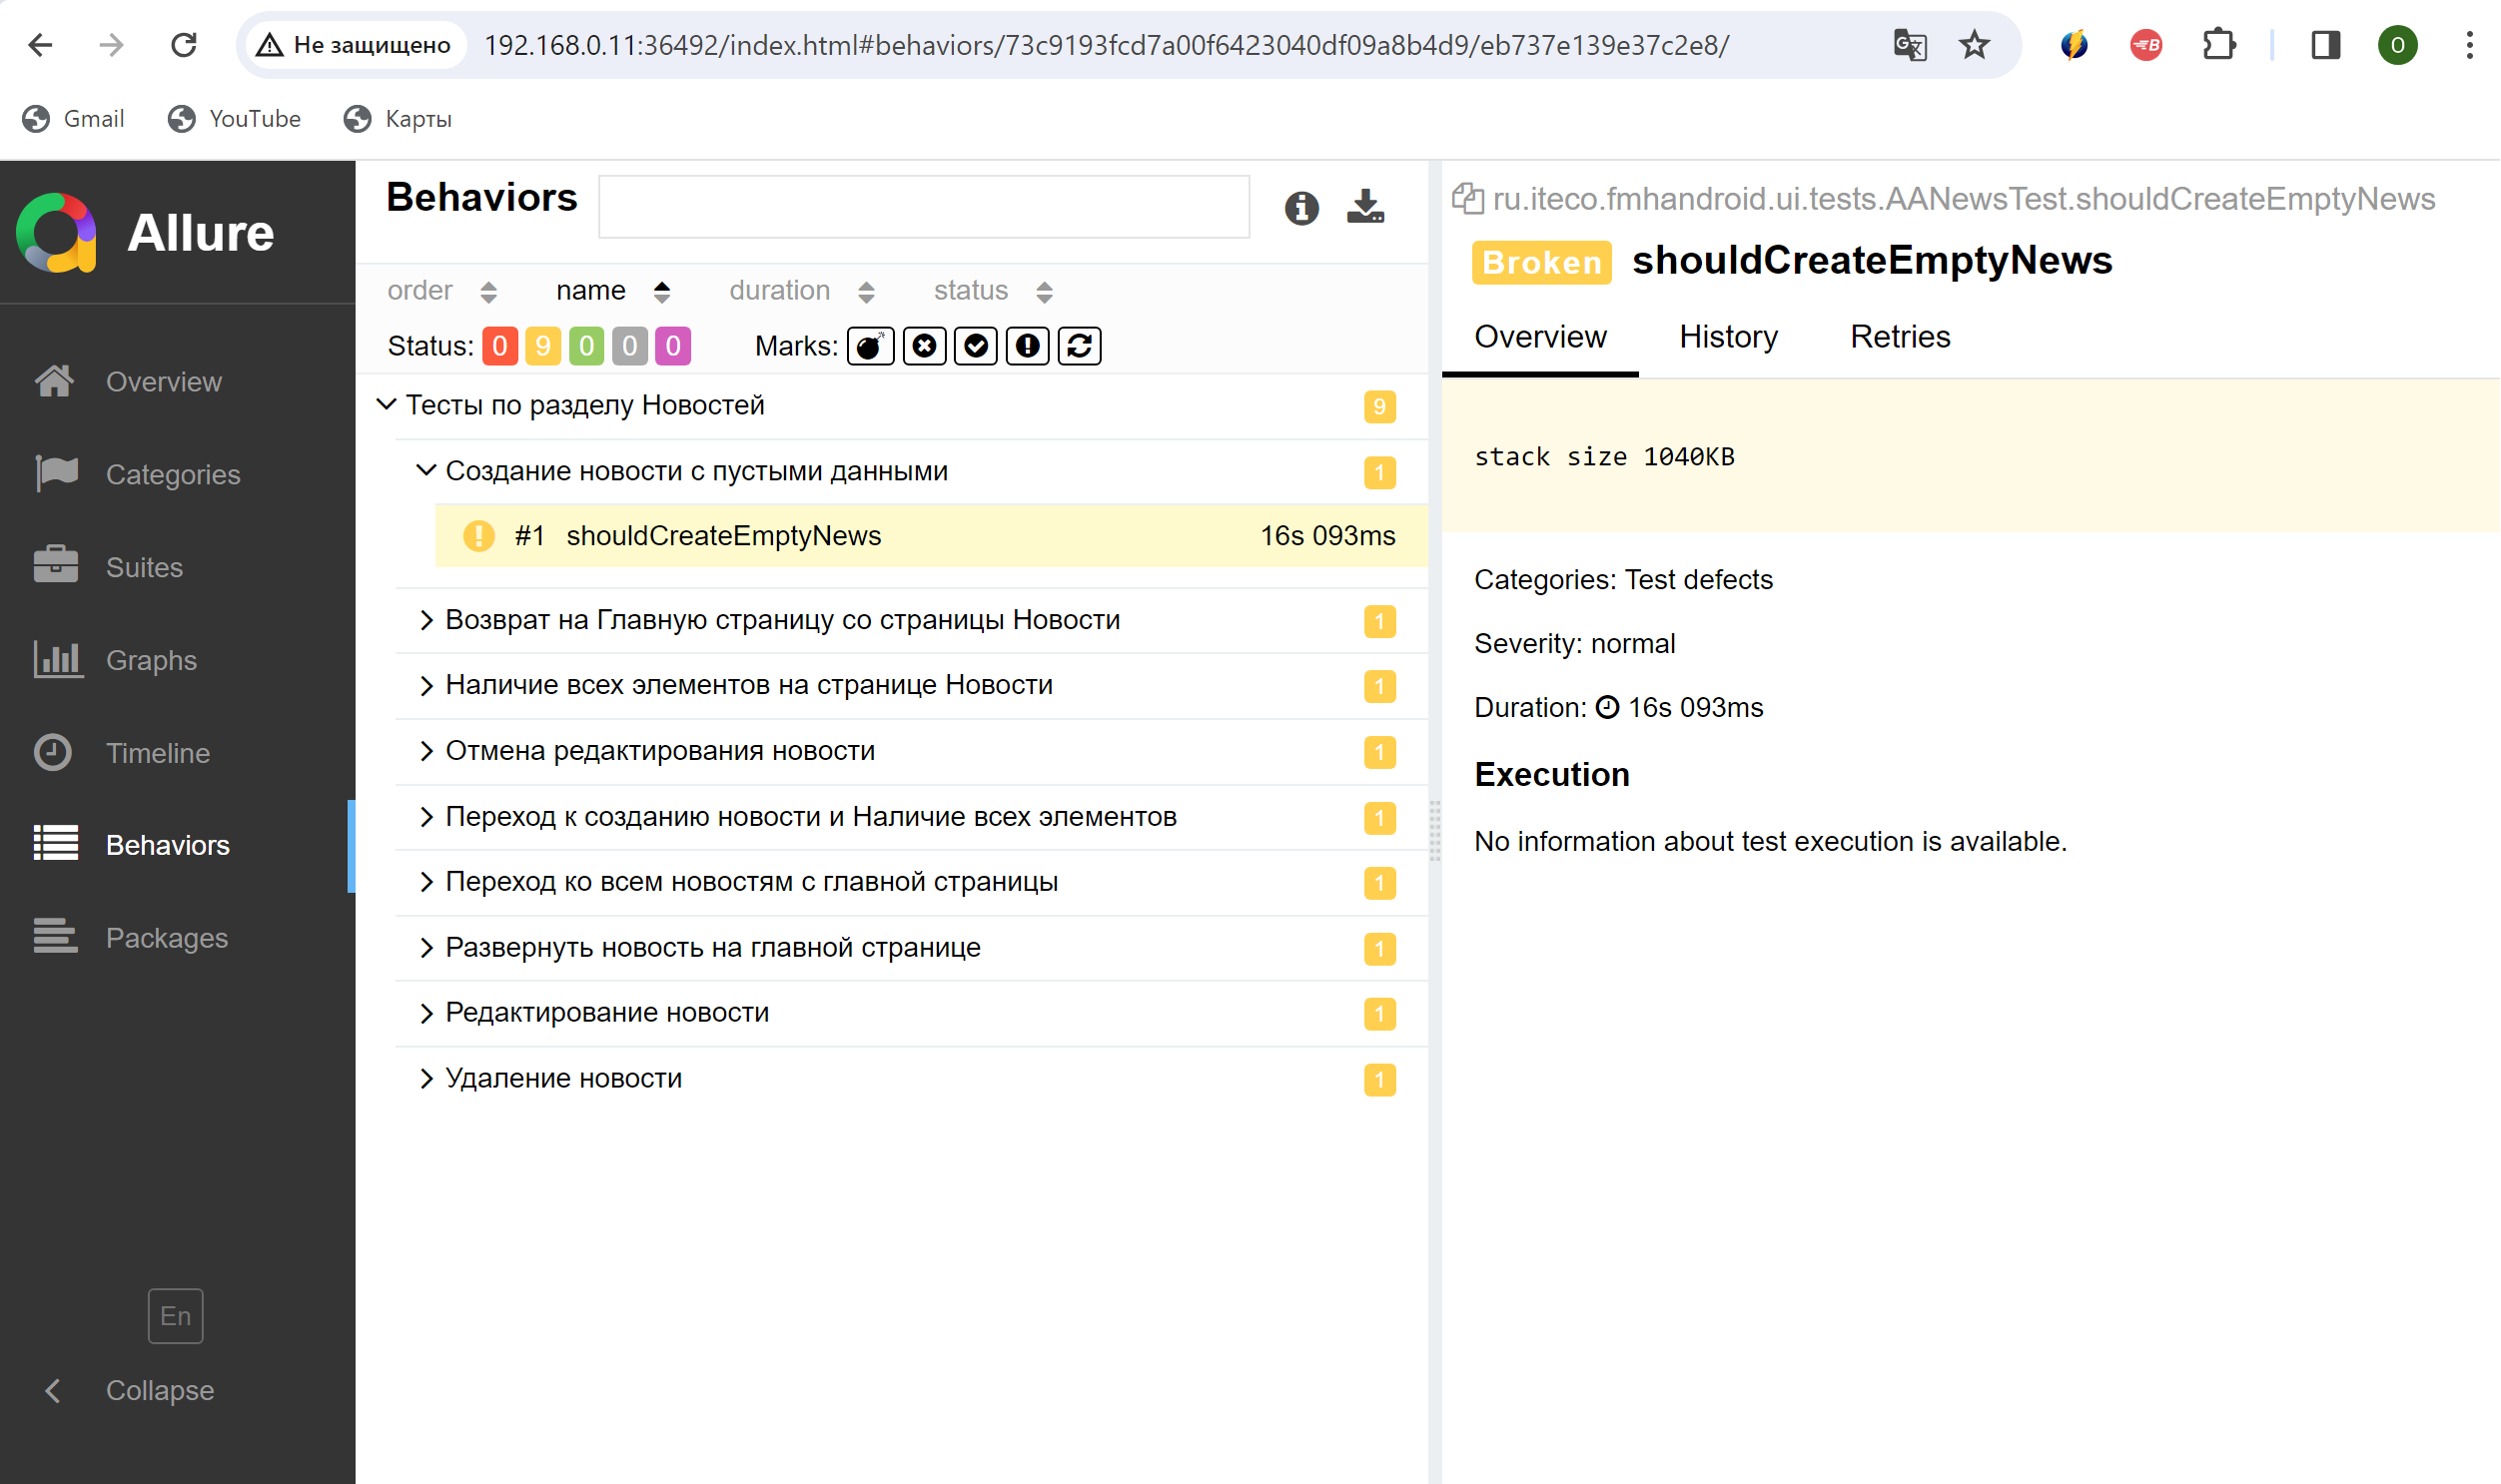 Не защищено
192.168.0.11:36492/index.html#behaviors/73c9193fcd7a00f6423040df09a8b4d9/eb737e139e37c2e8/
O
Gmail
YouTube
Карты
Allure
Overview
Categories
Suites
Graphs
Timeline
Behaviors
Packages
En
Collapse
Behaviors
order
name
duration
status
Status: 0 9 0 0 0
Marks:
Тесты по разделу Новостей 9
Создание новости с пустыми данными 1
#1 shouldCreateEmptyNews 16s 093ms
Возврат на Главную страницу со страницы Новости 1
Наличие всех элементов на странице Новости 1
Отмена редактирования новости 1
Переход к созданию новости и Наличие всех элементов 1
Переход ко всем новостям с главной страницы 1
Развернуть новость на главной странице 1
Редактирование новости 1
Удаление новости 1
ru.iteco.fmhandroid.ui.tests.AANewsTest.shouldCreateEmptyNews
Broken shouldCreateEmptyNews
Overview
History
Retries
stack size 1040KB
Categories: Test defects
Severity: normal
Duration: 16s 093ms
Execution
No information about test execution is available.